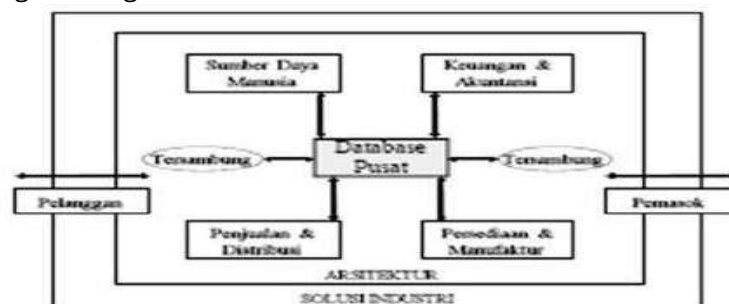 Sumber Daya
Manusia
Keuangan &
Akuntansi
Tersambung
Database
Pusat
Tersambung
Pelanggan
Pemasok
Penjualan &
Distribusi
Persediaan &
Manufaktur
ARSITEKTUR
SOLUSI INDUSTRI